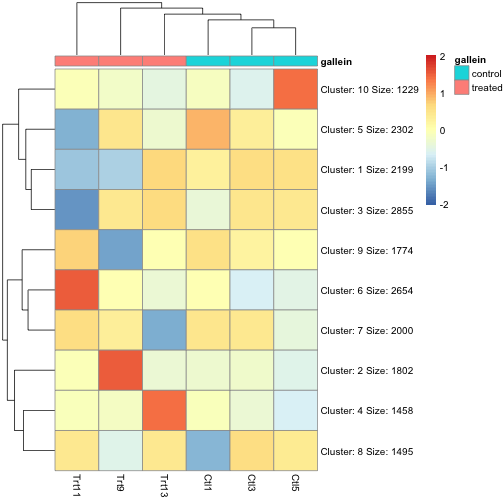 gallein
Cluster: 10 Size: 1229
Cluster: 5 Size: 2302
Cluster: 1 Size: 2199
Cluster: 3 Size: 2855
Cluster: 9 Size: 1774
Cluster: 6 Size: 2654
Cluster: 7 Size: 2000
Cluster: 2 Size: 1802
Cluster: 4 Size: 1458
Cluster: 8 Size: 1495
Trt11
Trt9
Trt13
Ctl1
Ctl3
Ctl5
2
1
0
-1
-2
gallein
control
treated